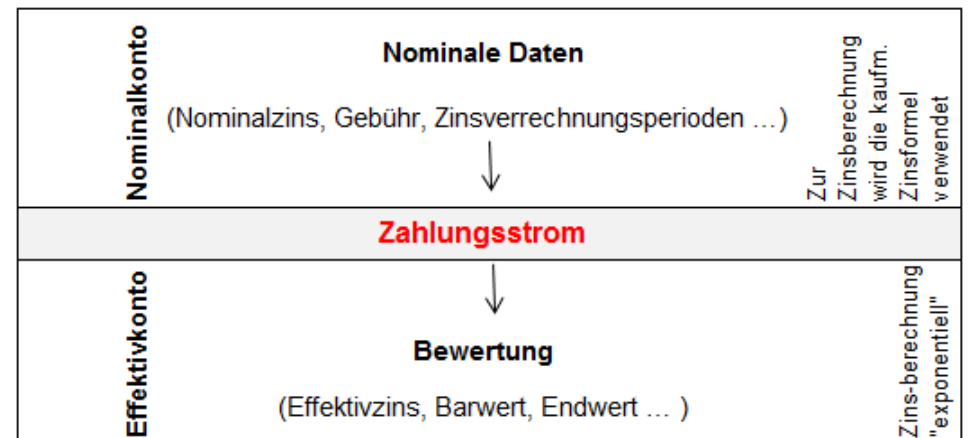 Nominalkonto
Nominale Daten
(Nominalzins, Gebühr, Zinsverrechnungsperioden ...)
Zur
Zinsberechnung
wird die kaufm.
Zinsformel
verwendet
Zahlungsstrom
Effektivkonto
Bewertung
(Effektivzins, Barwert, Endwert ... )
Zins-berechnung
"exponentiell"